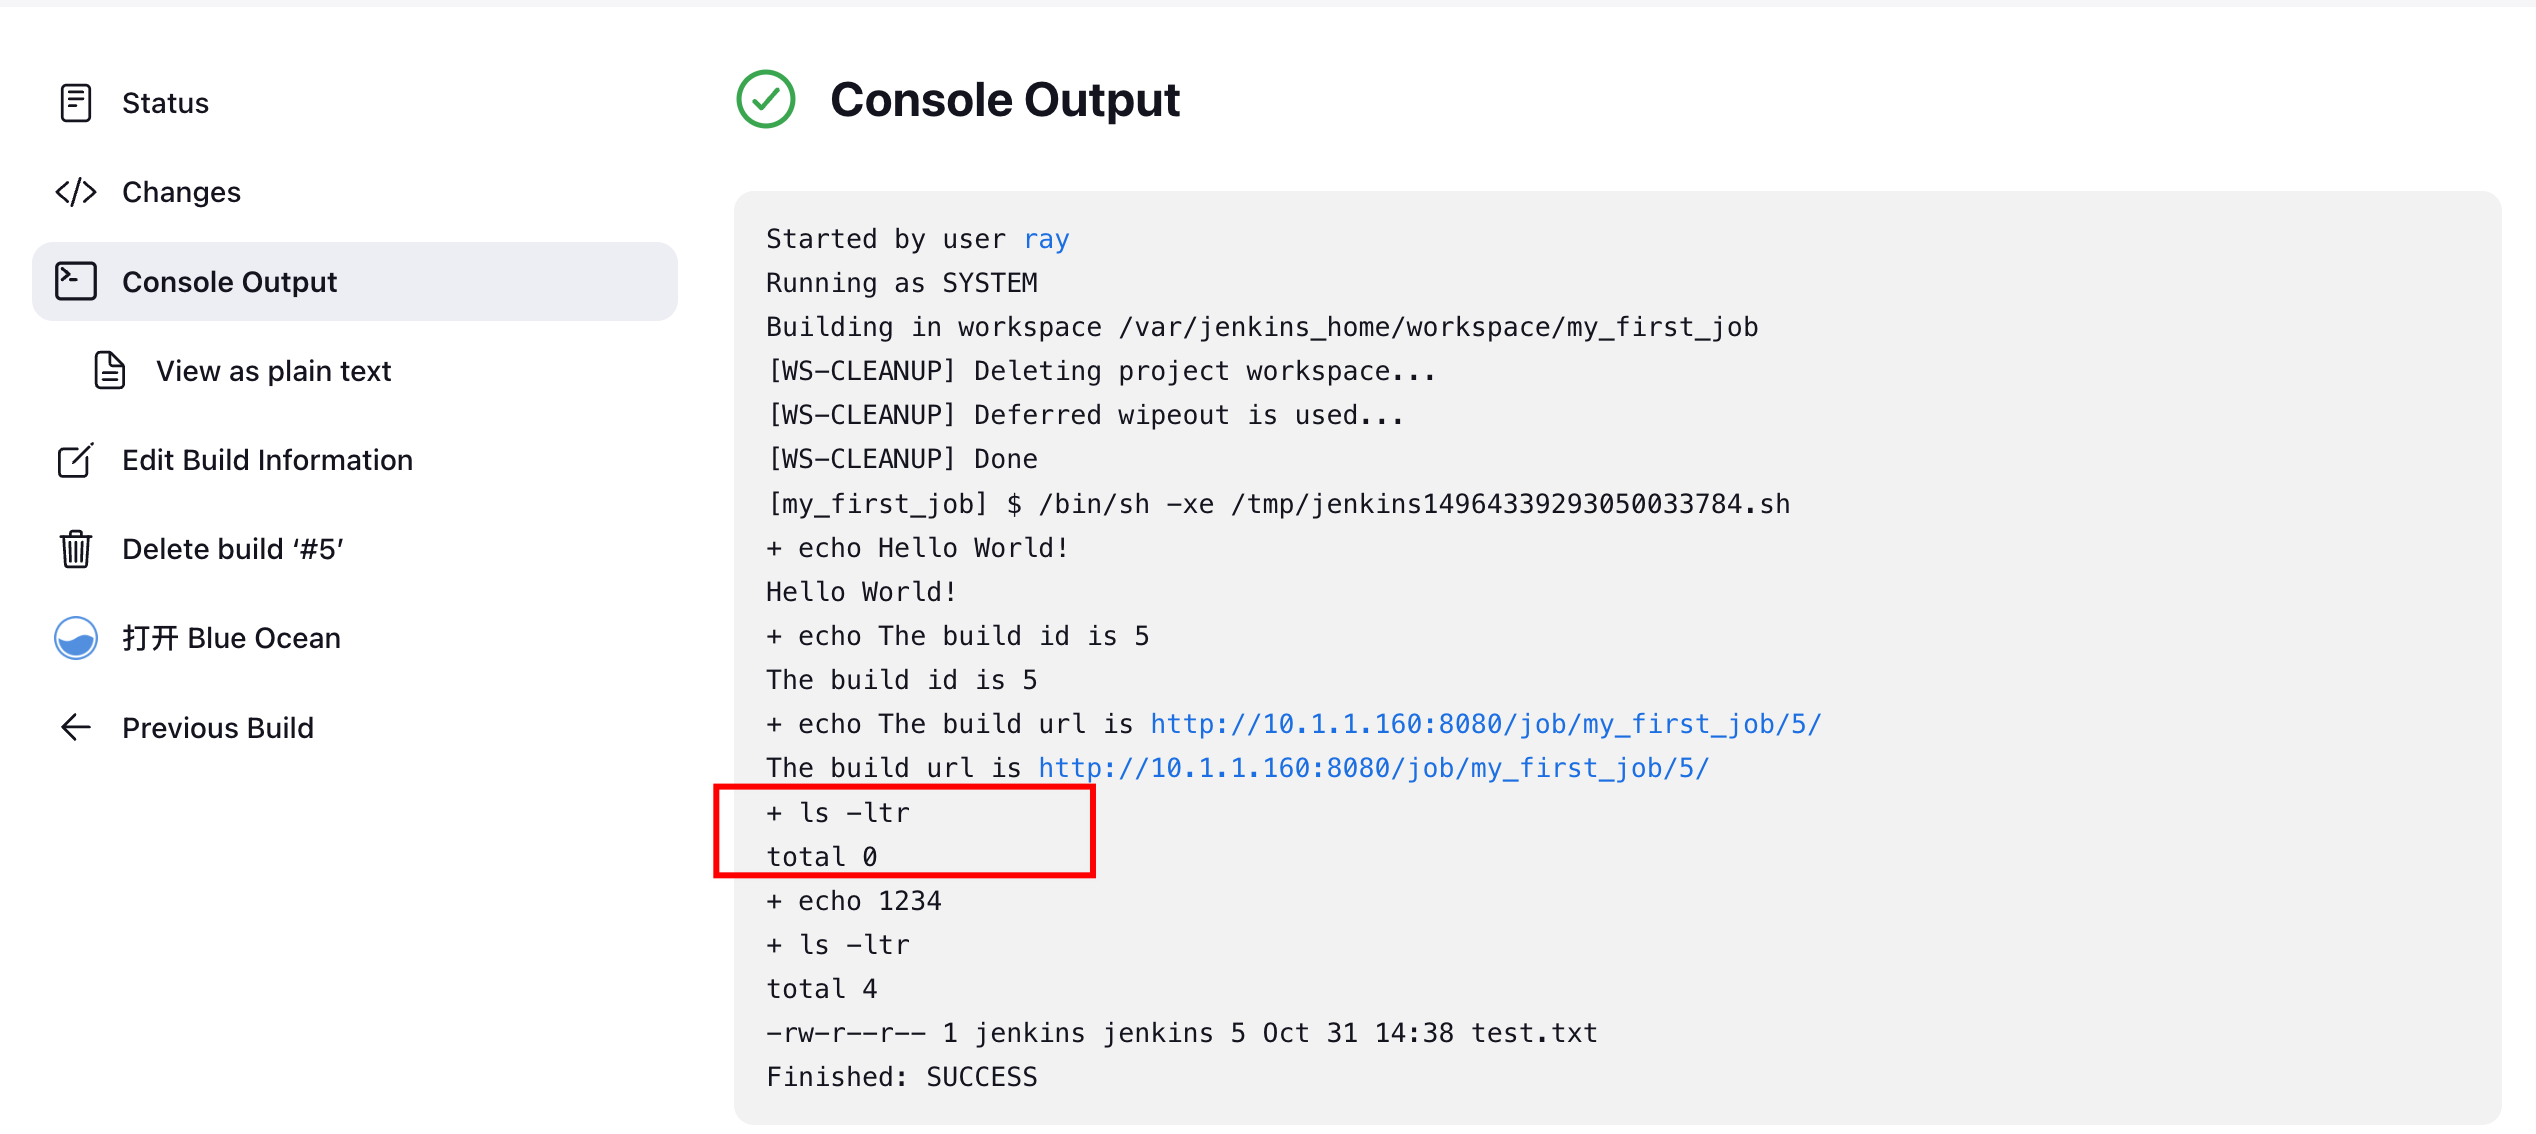 Status
Changes
Console Output
View as plain text
Edit Build Information
Delete build ‘#5’
打开 Blue Ocean
Previous Build
Console Output
Started by user ray
Running as SYSTEM
Building in workspace /var/jenkins_home/workspace/my_first_job
[WS-CLEANUP] Deleting project workspace...
[WS-CLEANUP] Deferred wipeout is used...
[WS-CLEANUP] Done
[my_first_job] $ /bin/sh -xe /tmp/jenkins14964339293050033784.sh
+ echo Hello World!
Hello World!
+ echo The build id is 5
The build id is 5
+ echo The build url is http://10.1.1.160:8080/job/my_first_job/5/
The build url is http://10.1.1.160:8080/job/my_first_job/5/
+ ls -ltr
total 0
+ echo 1234
+ ls -ltr
total 4
-rw-r--r-- 1 jenkins jenkins 5 Oct 31 14:38 test.txt
Finished: SUCCESS